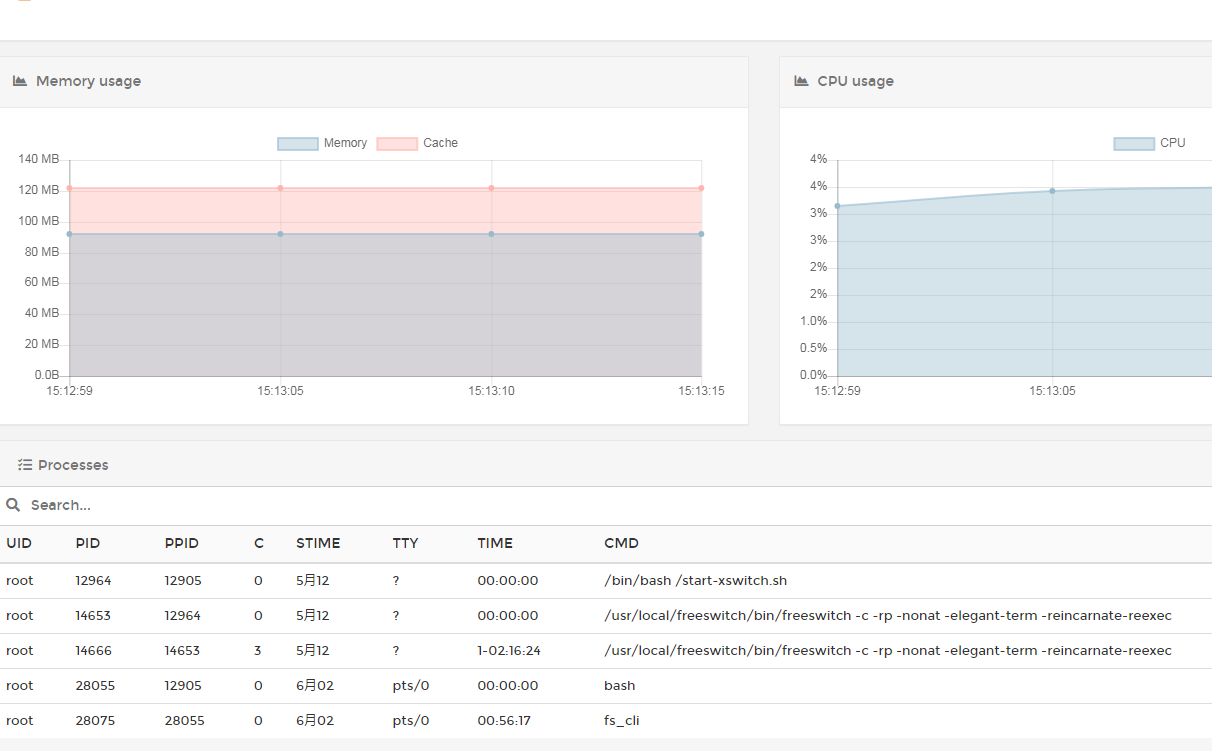 Memory usage
CPU usage
Memory Cache
CPU
140 MB
120 MB
100 MB
80 MB
60 MB
40 MB
20 MB
0.0B
15:12:59 15:13:05 15:13:10 15:13:15
4%
4%
3%
3%
2%
2%
1.0%
0.5%
0.0%
15:12:59 15:13:05
Processes
Search...
UID PID PPID C STIME TTY TIME CMD
root 12964 12905 0 5月12 ? 00:00:00 /bin/bash /start-xswitch.sh
root 14653 12964 0 5月12 ? 00:00:00 /usr/local/freeswitch/bin/freeswitch -c -rp -nonat -elegant-term -reincarnate-reexec
root 14666 14653 3 5月12 ? 1-02:16:24 /usr/local/freeswitch/bin/freeswitch -c -rp -nonat -elegant-term -reincarnate-reexec
root 28055 12905 0 6月02 pts/0 00:00:00 bash
root 28075 28055 0 6月02 pts/0 00:56:17 fs_cli